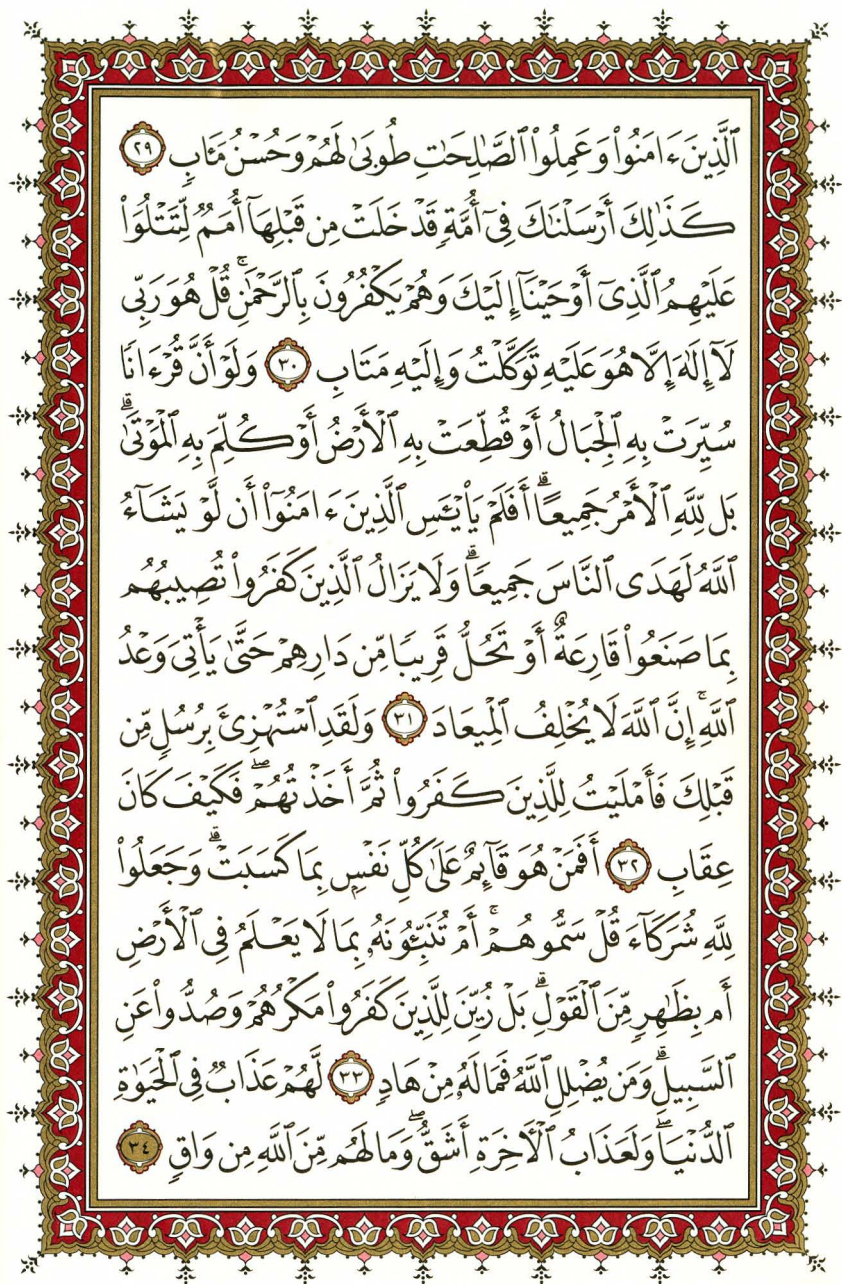 ٱلَّذِينَ ءَامَنُوا۟ وَعَمِلُوا۟ ٱلصَّٰلِحَٰتِ طُوبَىٰ لَهُمْ وَحُسْنُ مَـَٔابٍ ٢٩
كَذَٰلِكَ أَرْسَلْنَٰكَ فِىٓ أُمَّةٍ قَدْ خَلَتْ مِن قَبْلِهَآ أُمَمٌ لِّتَتْلُوَا۟
عَلَيْهِمُ ٱلَّذِىٓ أَوْحَيْنَآ إِلَيْكَ وَهُمْ يَكْفُرُونَ بِٱلرَّحْمَٰنِ ۚ قُلْ هُوَ رَبِّى
لَآ إِلَٰهَ إِلَّا هُوَ عَلَيْهِ تَوَكَّلْتُ وَإِلَيْهِ مَتَابِ ٣٠ وَلَوْ أَنَّ قُرْءَانًا
سُيِّرَتْ بِهِ ٱلْجِبَالُ أَوْ قُطِّعَتْ بِهِ ٱلْأَرْضُ أَوْ كُلِّمَ بِهِ ٱلْمَوْتَىٰ ۗ
بَل لِّلَّهِ ٱلْأَمْرُ جَمِيعًا ۗ أَفَلَمْ يَا۟يْـَٔسِ ٱلَّذِينَ ءَامَنُوٓا۟ أَن لَّوْ يَشَآءُ
ٱللَّهُ لَهَدَى ٱلنَّاسَ جَمِيعًا ۗ وَلَا يَزَالُ ٱلَّذِينَ كَفَرُوا۟ تُصِيبُهُم
بِمَا صَنَعُوا۟ قَارِعَةٌ أَوْ تَحُلُّ قَرِيبًا مِّن دَارِهِمْ حَتَّىٰ يَأْتِىَ وَعْدُ
ٱللَّهِ ۚ إِنَّ ٱللَّهَ لَا يُخْلِفُ ٱلْمِيعَادَ ٣١ وَلَقَدِ ٱسْتُهْزِئَ بِرُسُلٍ مِّن
قَبْلِكَ فَأَمْلَيْتُ لِلَّذِينَ كَفَرُوا۟ ثُمَّ أَخَذْتُهُمْ ۖ فَكَيْفَ كَانَ
عِقَابِ ٣٢ أَفَمَنْ هُوَ قَآئِمٌ عَلَىٰ كُلِّ نَفْسٍۭ بِمَا كَسَبَتْ ۗ وَجَعَلُوا۟
لِلَّهِ شُرَكَآءَ قُلْ سَمُّوهُمْ ۚ أَمْ تُنَبِّـُٔونَهُۥ بِمَا لَا يَعْلَمُ فِى ٱلْأَرْضِ
أَم بِظَٰهِرٍ مِّنَ ٱلْقَوْلِ ۗ بَلْ زُيِّنَ لِلَّذِينَ كَفَرُوا۟ مَكْرُهُمْ وَصُدُّوا۟ عَنِ
ٱلسَّبِيلِ ۗ وَمَن يُضْلِلِ ٱللَّهُ فَمَا لَهُۥ مِنْ هَادٍ ٣٣ لَّهُمْ عَذَابٌ فِى ٱلْحَيَوٰةِ
ٱلدُّنْيَا ۖ وَلَعَذَابُ ٱلْـَٔاخِرَةِ أَشَقُّ ۖ وَمَا لَهُم مِّنَ ٱللَّهِ مِن وَاقٍ ٣٤